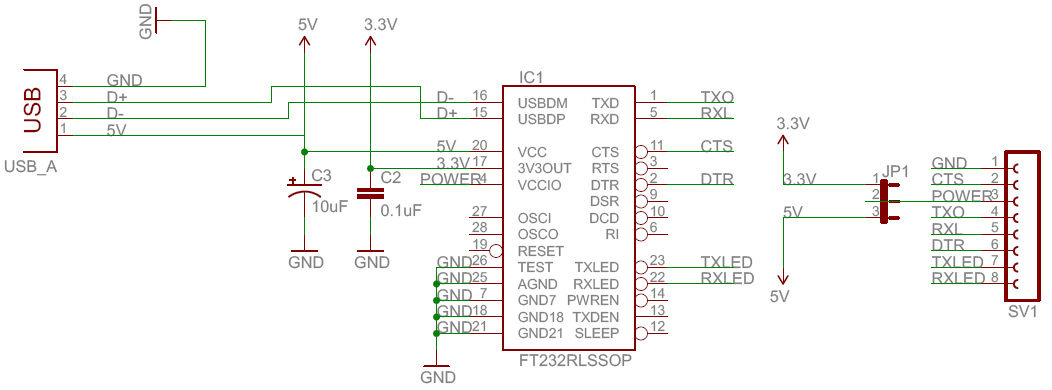 GND
5V
3.3V
USB
4 GND
3 D+
2 D-
1 5V
USB_A
C3
10uF
+
GND
C2
0.1uF
GND
IC1
D- 16 USBDM TXD 1 TXO
D+ 15 USBDP RXD 5 RXL
5V 20 VCC CTS 11 CTS
3.3V 17 3V3OUT RTS 3
POWER 4 VCCIO DTR 2 DTR
DSR 9
27 OSCI DCD 10
28 OSCO RI 6
19 RESET
GND 26 TEST TXLED 23 TXLED
GND 25 AGND RXLED 22 RXLED
GND 7 GND7 PWREN 14
GND 18 GND18 TXDEN 13
GND 21 GND21 SLEEP 12
GND
FT232RLSSOP
3.3V
JP1
3.3V 1
2
5V 3
5V
GND 1
CTS 2
POWER 3
TXO 4
RXL 5
DTR 6
TXLED 7
RXLED 8
SV1